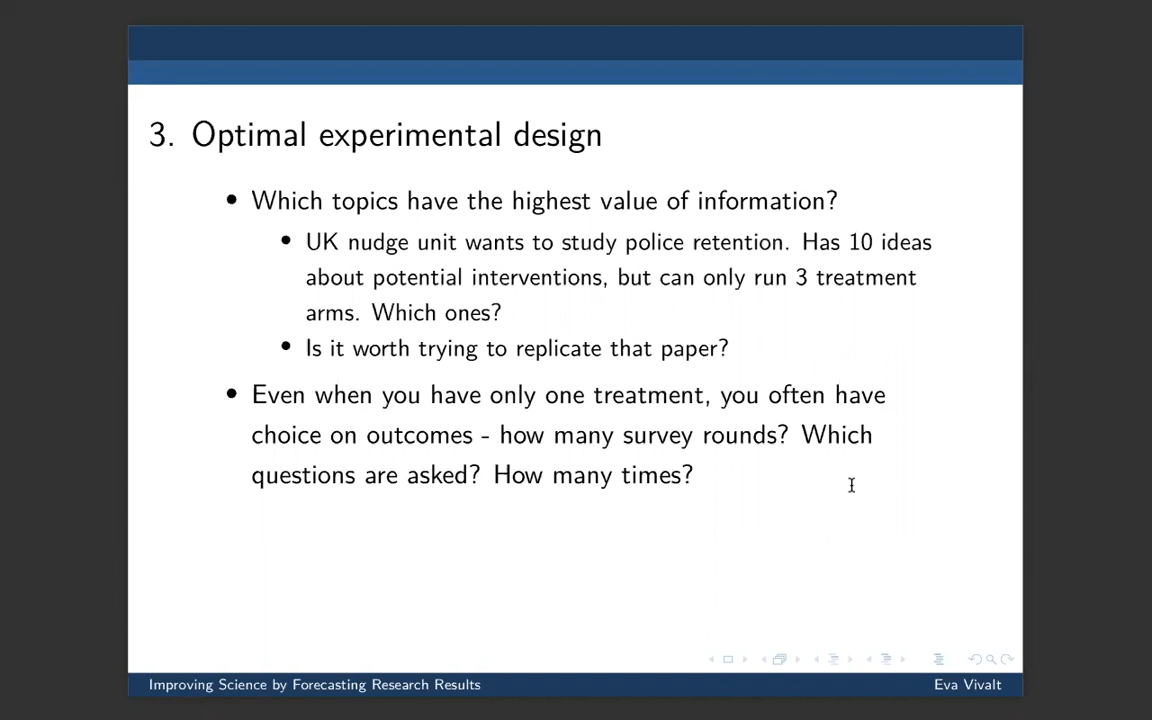 3. Optimal experimental design
• Which topics have the highest value of information?
• UK nudge unit wants to study police retention. Has 10 ideas
about potential interventions, but can only run 3 treatment
arms. Which ones?
• Is it worth trying to replicate that paper?
• Even when you have only one treatment, you often have
choice on outcomes - how many survey rounds? Which
questions are asked? How many times?
Improving Science by Forecasting Research Results
Eva Vivalt